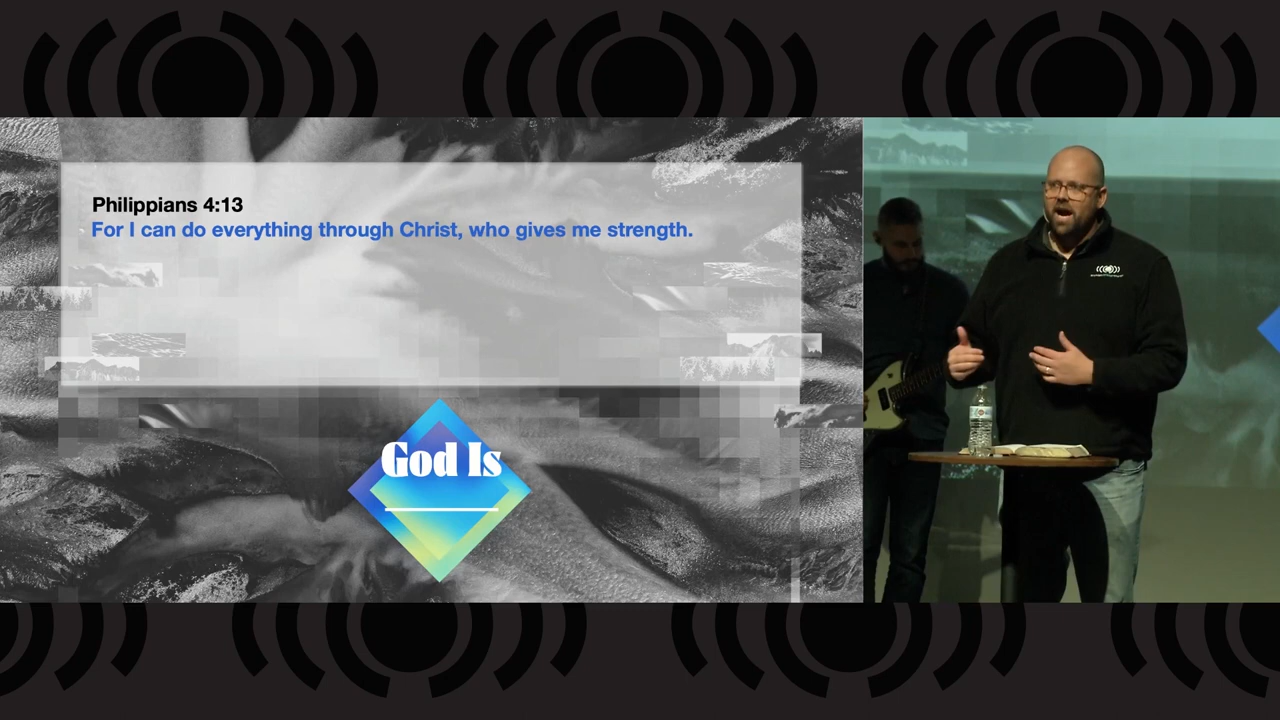 Philippians 4:13
For I can do everything through Christ, who gives me strength.
God Is